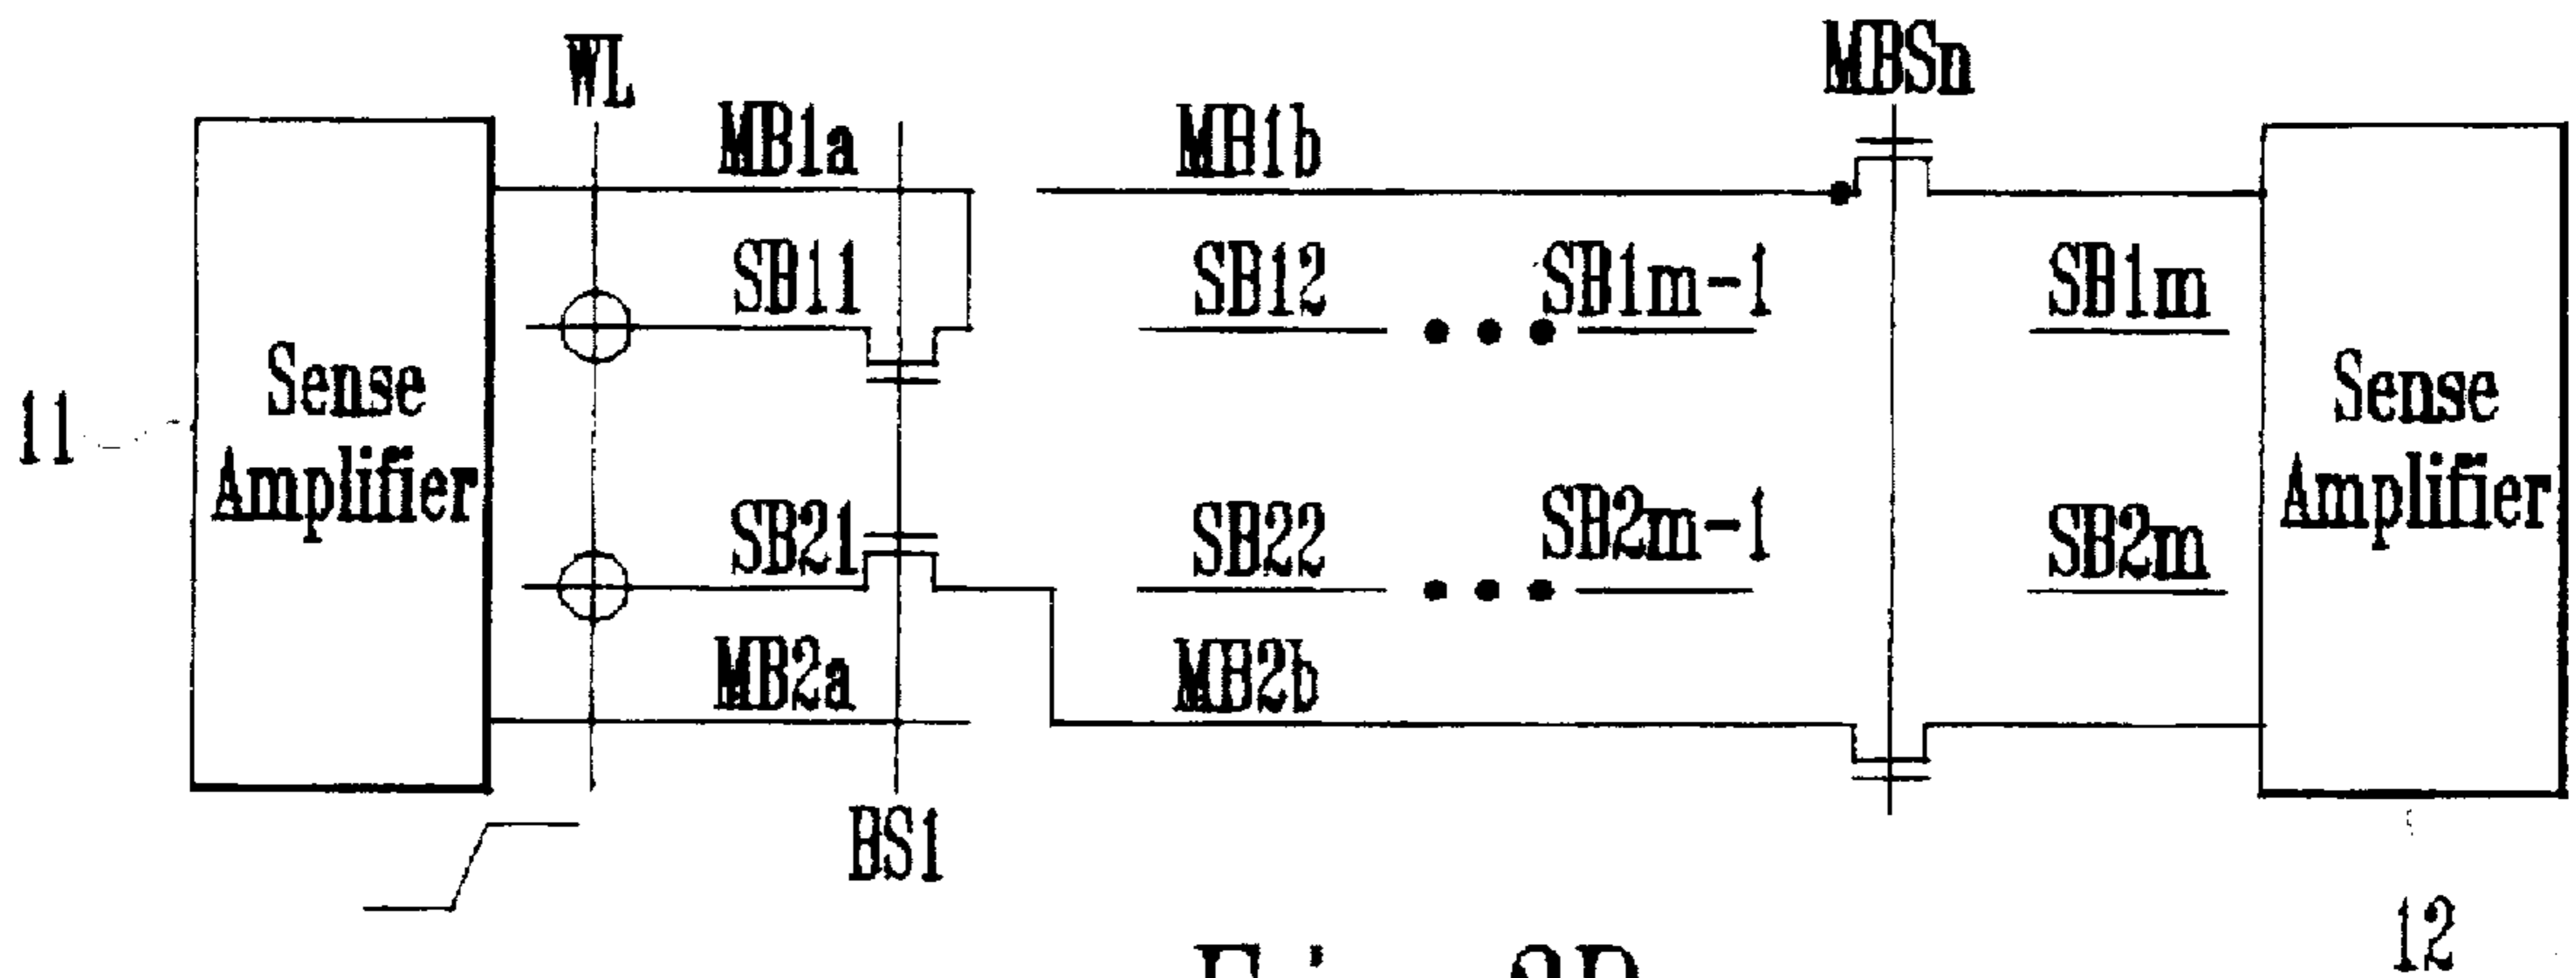 WL
MBSn
MB1a
MB1b
SB11
SB12
SB1m-1
SB1m
Sense
Amplifier
11
Sense
Amplifier
SB21
SB22
SB2m-1
SB2m
MB2a
MB2b
BS1
12